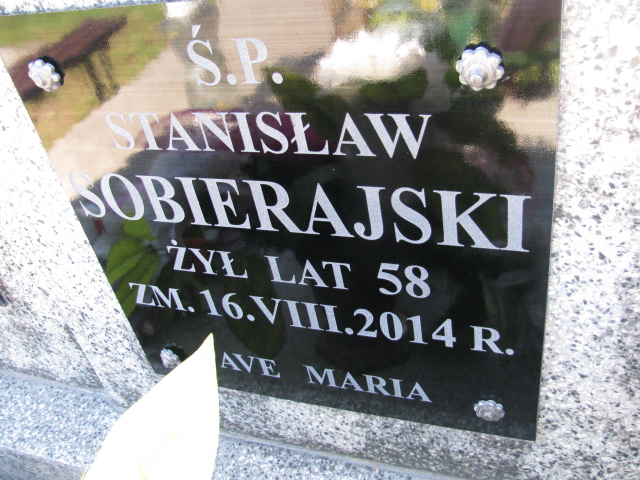 Ś.P.
STANISŁAW
SOBIERAJSKI
ŻYŁ LAT 58
ZM. 16.VIII.2014 R.
AVE MARIA